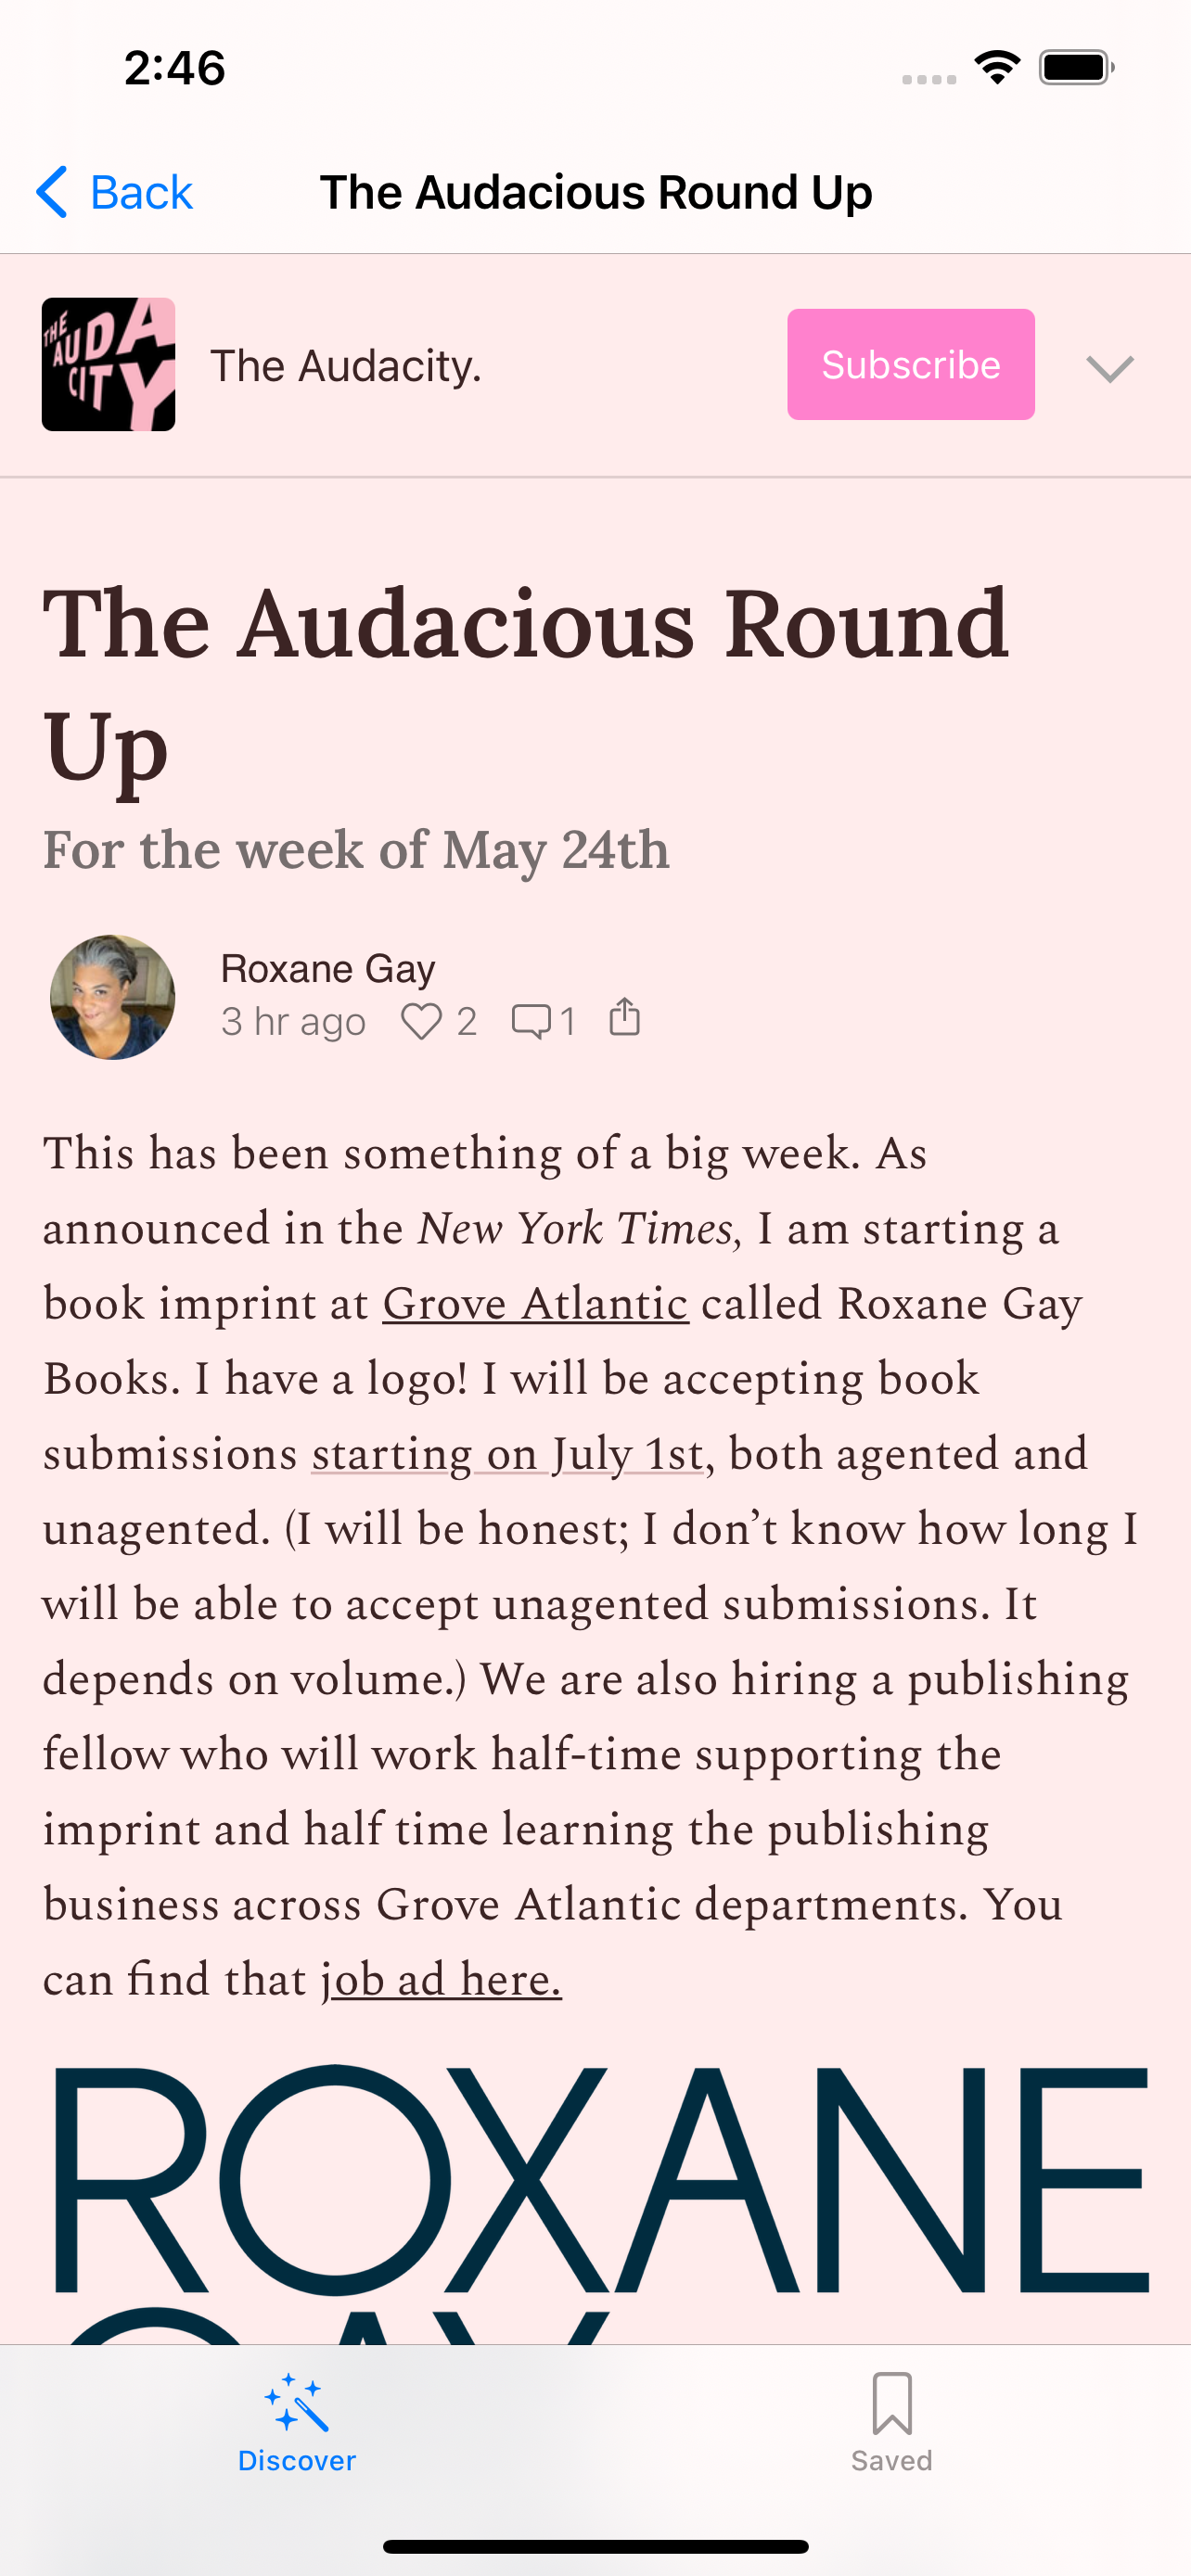 2:46
Back
The Audacious Round Up
THE AUDACITY
The Audacity.
Subscribe
The Audacious Round
Up
For the week of May 24th
Roxane Gay
3 hr ago 2 1
This has been something of a big week. As
announced in the New York Times, I am starting a
book imprint at Grove Atlantic called Roxane Gay
Books. I have a logo! I will be accepting book
submissions starting on July 1st, both agented and
unagented. (I will be honest; I don’t know how long I
will be able to accept unagented submissions. It
depends on volume.) We are also hiring a publishing
fellow who will work half-time supporting the
imprint and half time learning the publishing
business across Grove Atlantic departments. You
can find that job ad here.
ROXANE
GAY
Discover
Saved